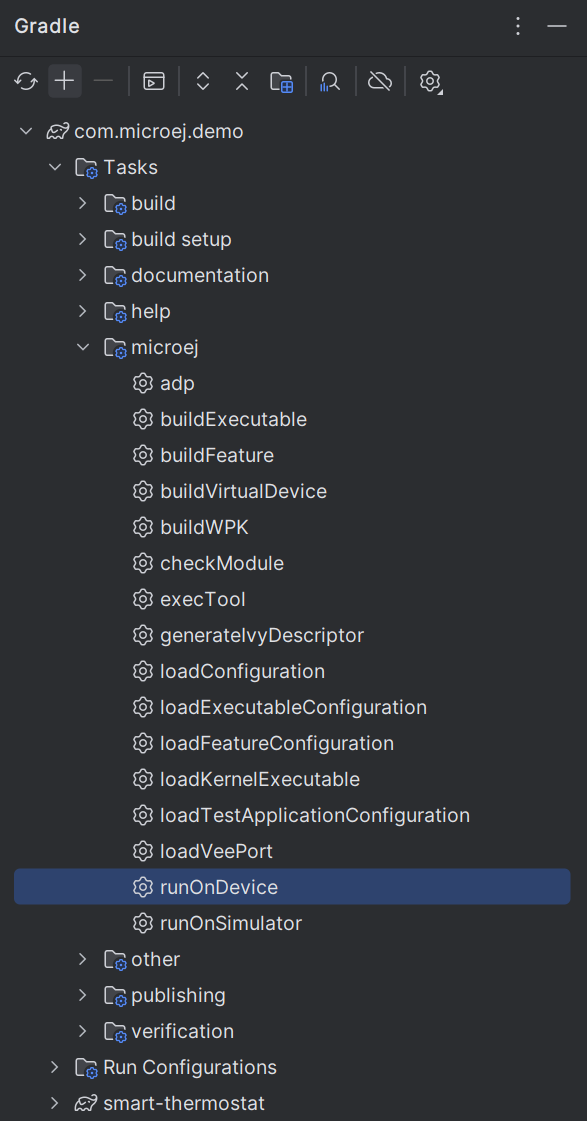 Gradle
com.microej.demo
Tasks
build
build setup
documentation
help
microej
adp
buildExecutable
buildFeature
buildVirtualDevice
buildWPK
checkModule
execTool
generateIvyDescriptor
loadConfiguration
loadExecutableConfiguration
loadFeatureConfiguration
loadKernelExecutable
loadTestApplicationConfiguration
loadVeePort
runOnDevice
runOnSimulator
other
publishing
verification
Run Configurations
smart-thermostat